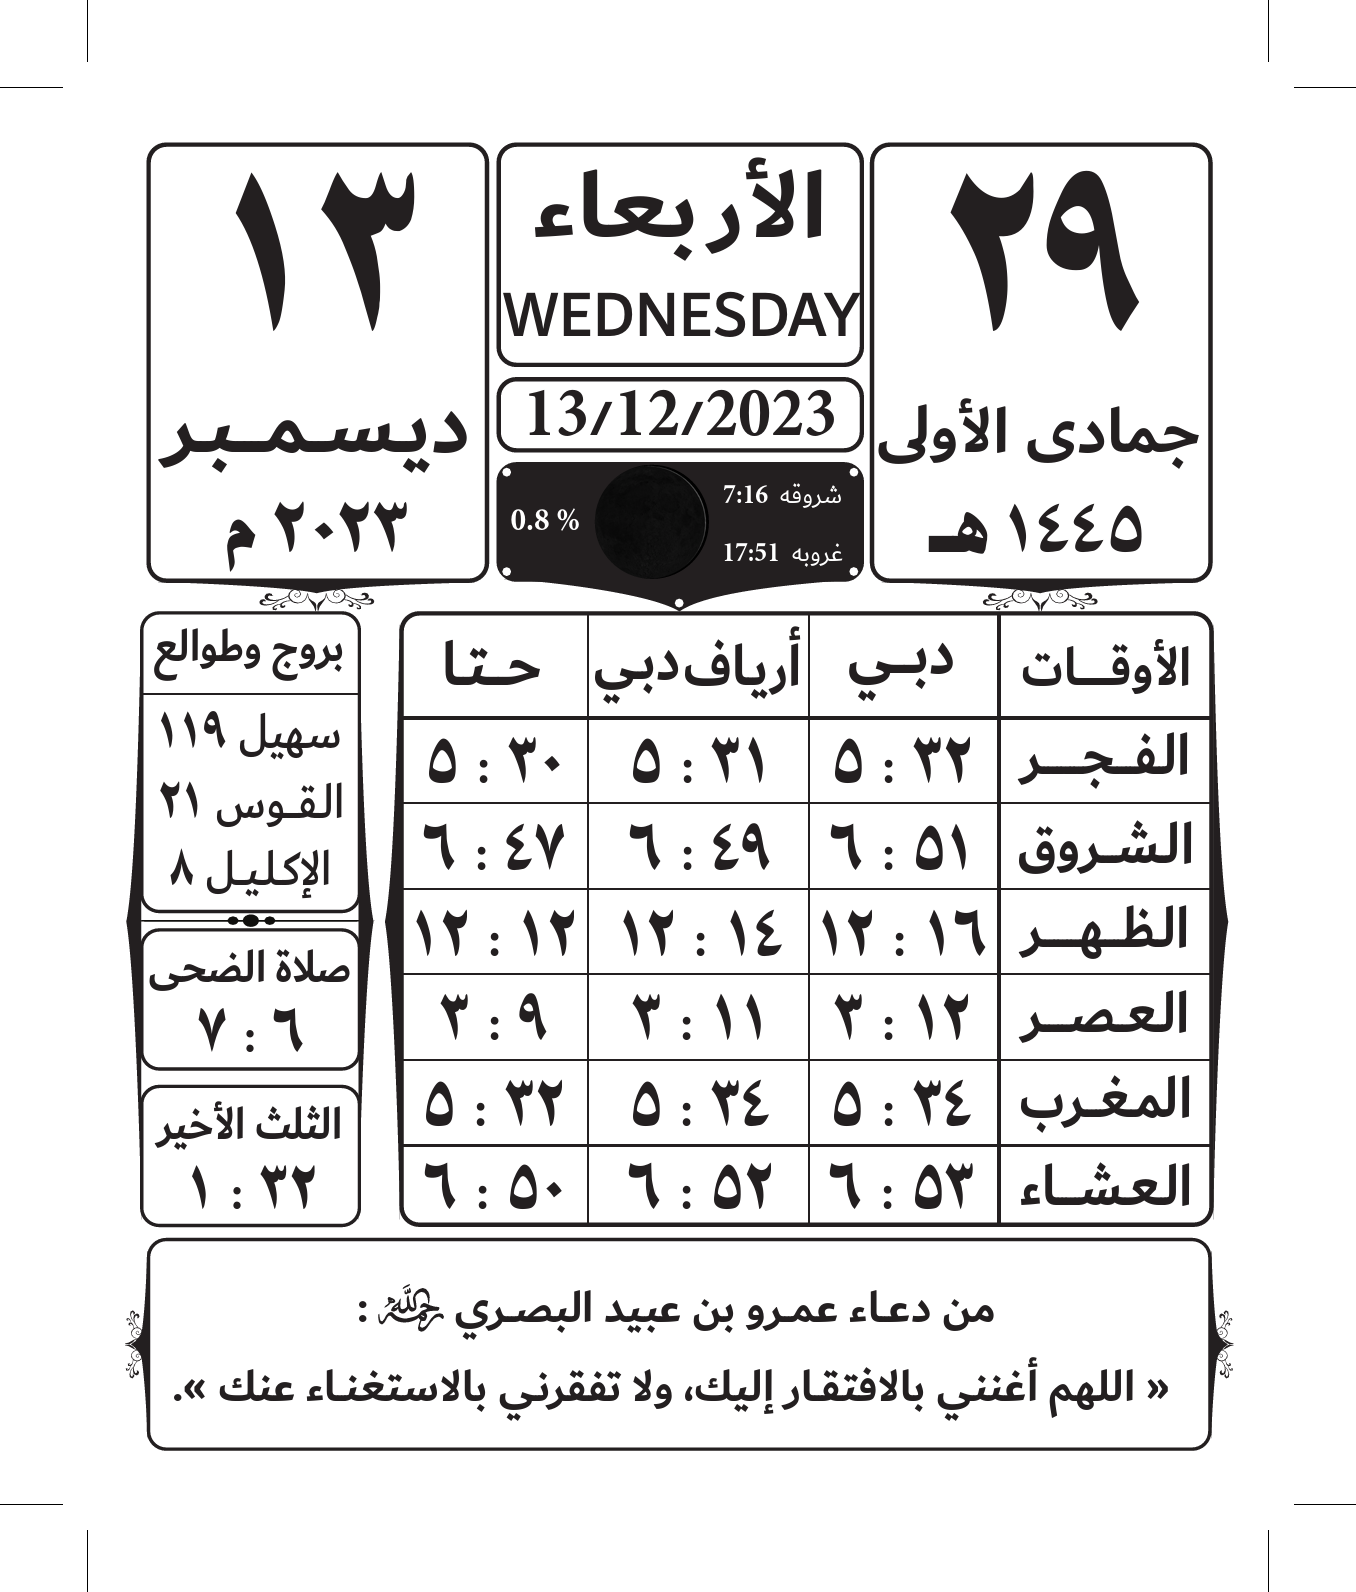 ٢٩
جمادى الأولى
١٤٤٥ هـ
الأربعاء
WEDNESDAY
13/12/2023
شروقه 7:16
غروبه 17:51
0.8 %
١٣
ديسمبر
٢٠٢٣ م
الأوقات دبي أرياف دبي حتا
الفجر ٣٢ : ٥ ٣١ : ٥ ٣٠ : ٥
الشروق ٥١ : ٦ ٤٩ : ٦ ٤٧ : ٦
الظهر ١٦ : ١٢ ١٤ : ١٢ ١٢ : ١٢
العصر ١٢ : ٣ ١١ : ٣ ٩ : ٣
المغرب ٣٤ : ٥ ٣٤ : ٥ ٣٢ : ٥
العشاء ٥٣ : ٦ ٥٢ : ٦ ٥٠ : ٦
بروج وطوالع
سهيل ١١٩
القوس ٢١
الإكليل ٨
صلاة الضحى
٦ : ٧
الثلث الأخير
٣٢ : ١
من دعاء عمرو بن عبيد البصري رحمه الله :
« اللهم أغنني بالافتقار إليك، ولا تفقرني بالاستغناء عنك ».